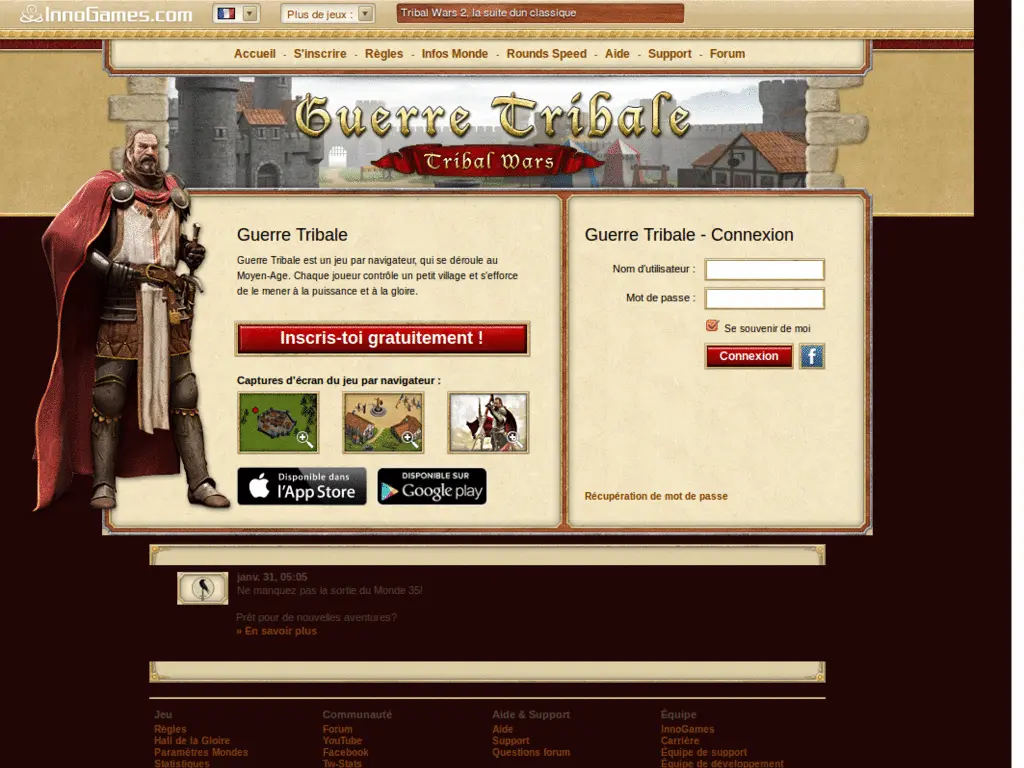 InnoGames.com
Plus de jeux :
Tribal Wars 2, la suite dun classique
Accueil - S'inscrire - Règles - Infos Monde - Rounds Speed - Aide - Support - Forum
Guerre Tribale
Tribal Wars
Guerre Tribale
Guerre Tribale est un jeu par navigateur, qui se déroule au
Moyen-Age. Chaque joueur contrôle un petit village et s'efforce
de le mener à la puissance et à la gloire.
Inscris-toi gratuitement !
Captures d'écran du jeu par navigateur :
Disponible dans
l'App Store
DISPONIBLE SUR
Google play
Guerre Tribale - Connexion
Nom d'utilisateur :
Mot de passe :
Se souvenir de moi
Connexion
f
Récupération de mot de passe
janv. 31, 05:05
Ne manquez pas la sortie du Monde 35!
Prêt pour de nouvelles aventures?
» En savoir plus
Jeu
Règles
Hall de la Gloire
Paramètres Mondes
Statistiques
Communauté
Forum
YouTube
Facebook
Tw-Stats
Aide & Support
Aide
Support
Questions forum
Équipe
InnoGames
Carrière
Équipe de support
Équipe de développement